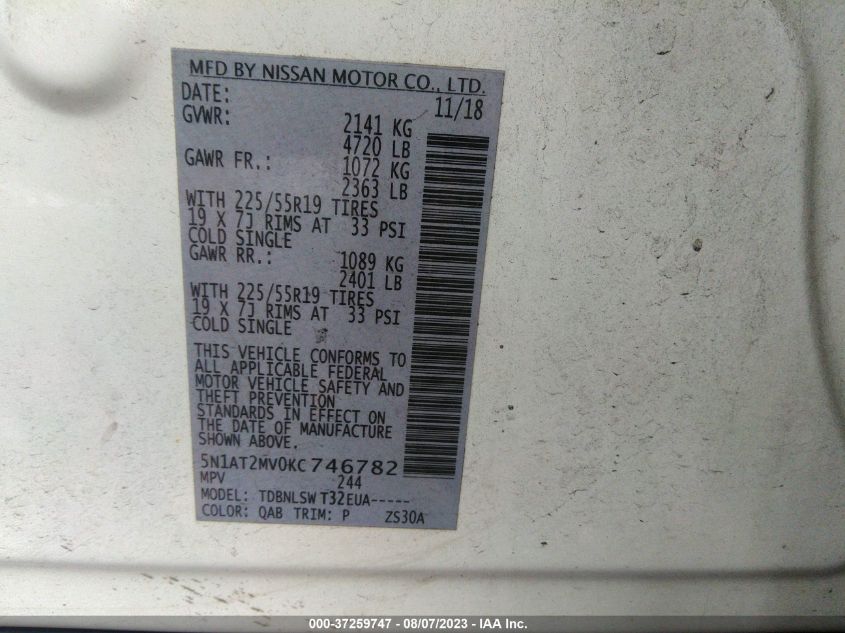 MFD BY NISSAN MOTOR CO., LTD.
DATE: 11/18
GVWR: 2141 KG
4720 LB
GAWR FR.: 1072 KG
2363 LB
WITH 225/55R19 TIRES
19 X 7J RIMS AT 33 PSI
COLD SINGLE
GAWR RR.: 1089 KG
2401 LB
WITH 225/55R19 TIRES
19 X 7J RIMS AT 33 PSI
COLD SINGLE
THIS VEHICLE CONFORMS TO
ALL APPLICABLE FEDERAL
MOTOR VEHICLE SAFETY AND
THEFT PREVENTION
STANDARDS IN EFFECT ON
THE DATE OF MANUFACTURE
SHOWN ABOVE.
5N1AT2MV0KC746782
MPV 244
MODEL: TDBNLSW T32EUA-----
COLOR: QAB TRIM: P ZS30A
000-37259747 - 08/07/2023 - IAA Inc.